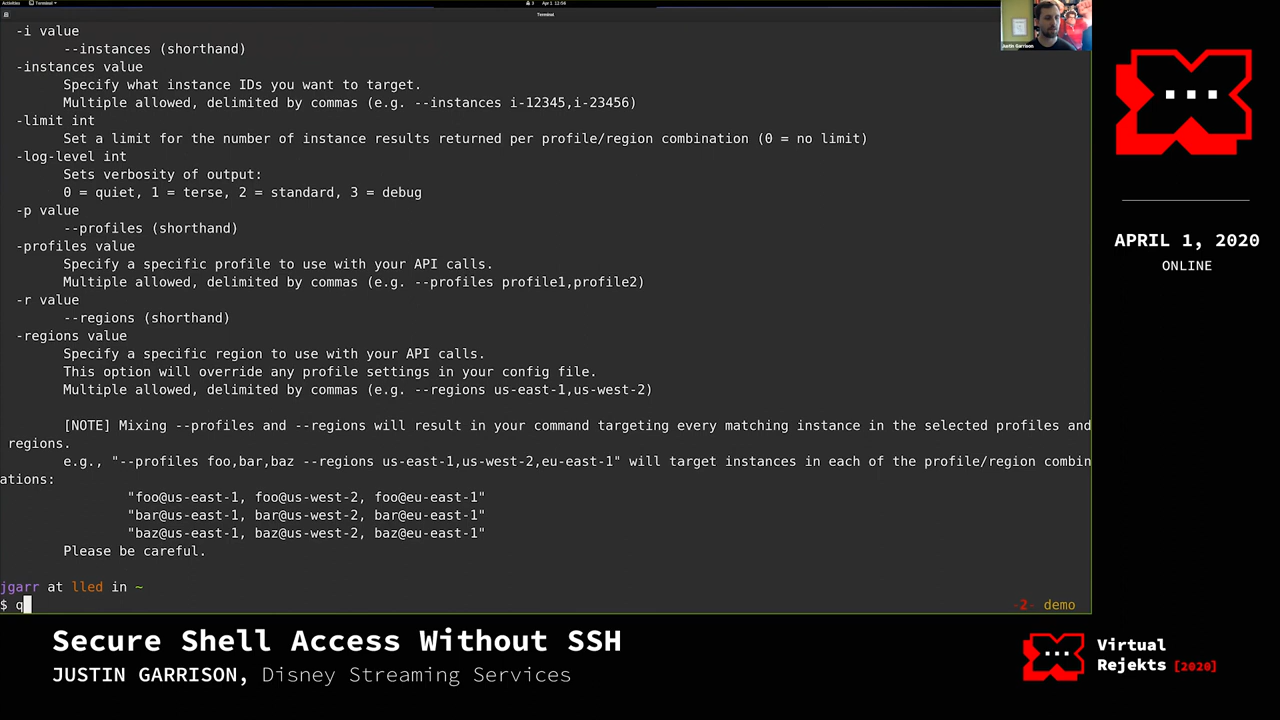 Activities
Terminal
3
Apr 1 12:56
Terminal
-i value
--instances (shorthand)
-instances value
Specify what instance IDs you want to target.
Multiple allowed, delimited by commas (e.g. --instances i-12345,i-23456)
-limit int
Set a limit for the number of instance results returned per profile/region combination (0 = no limit)
-log-level int
Sets verbosity of output:
0 = quiet, 1 = terse, 2 = standard, 3 = debug
-p value
--profiles (shorthand)
-profiles value
Specify a specific profile to use with your API calls.
Multiple allowed, delimited by commas (e.g. --profiles profile1,profile2)
-r value
--regions (shorthand)
-regions value
Specify a specific region to use with your API calls.
This option will override any profile settings in your config file.
Multiple allowed, delimited by commas (e.g. --regions us-east-1,us-west-2)
[NOTE] Mixing --profiles and --regions will result in your command targeting every matching instance in the selected profiles and
regions.
e.g., "--profiles foo,bar,baz --regions us-east-1,us-west-2,eu-east-1" will target instances in each of the profile/region combin
ations:
"foo@us-east-1, foo@us-west-2, foo@eu-east-1"
"bar@us-east-1, bar@us-west-2, bar@eu-east-1"
"baz@us-east-1, baz@us-west-2, baz@eu-east-1"
Please be careful.
jgarr at lled in ~
$ q
-2- demo
Justin Garrison
APRIL 1, 2020
ONLINE
Secure Shell Access Without SSH
JUSTIN GARRISON, Disney Streaming Services
Virtual
Rejekts [2020]